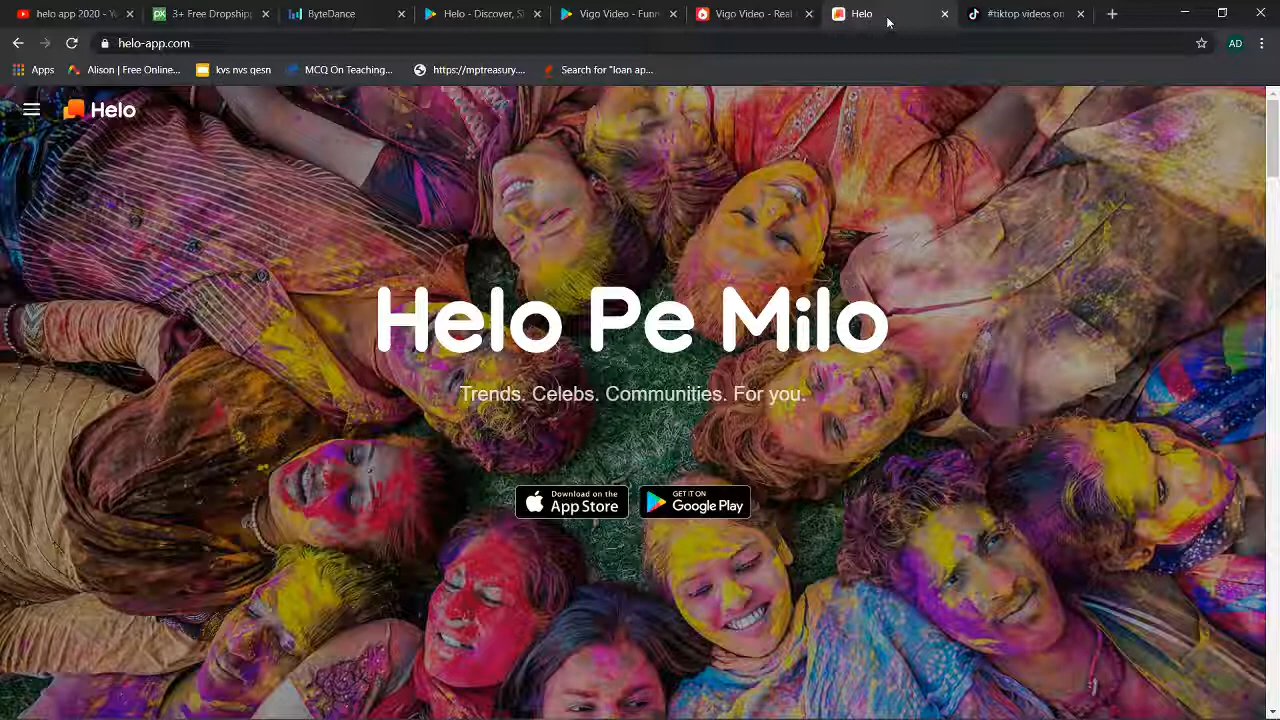 helo app 2020 - Y
3+ Free Dropshipp
ByteDance
Helo - Discover, S
Vigo Video - Funn
Vigo Video - Real
Helo
#tiktop videos on
helo-app.com
AD
Apps
Alison | Free Online...
kvs nvs qesn
MCQ On Teaching...
https://mptreasury....
Search for "loan ap...
Helo
Helo Pe Milo
Trends. Celebs. Communities. For you.
Download on the
App Store
GET IT ON
Google Play